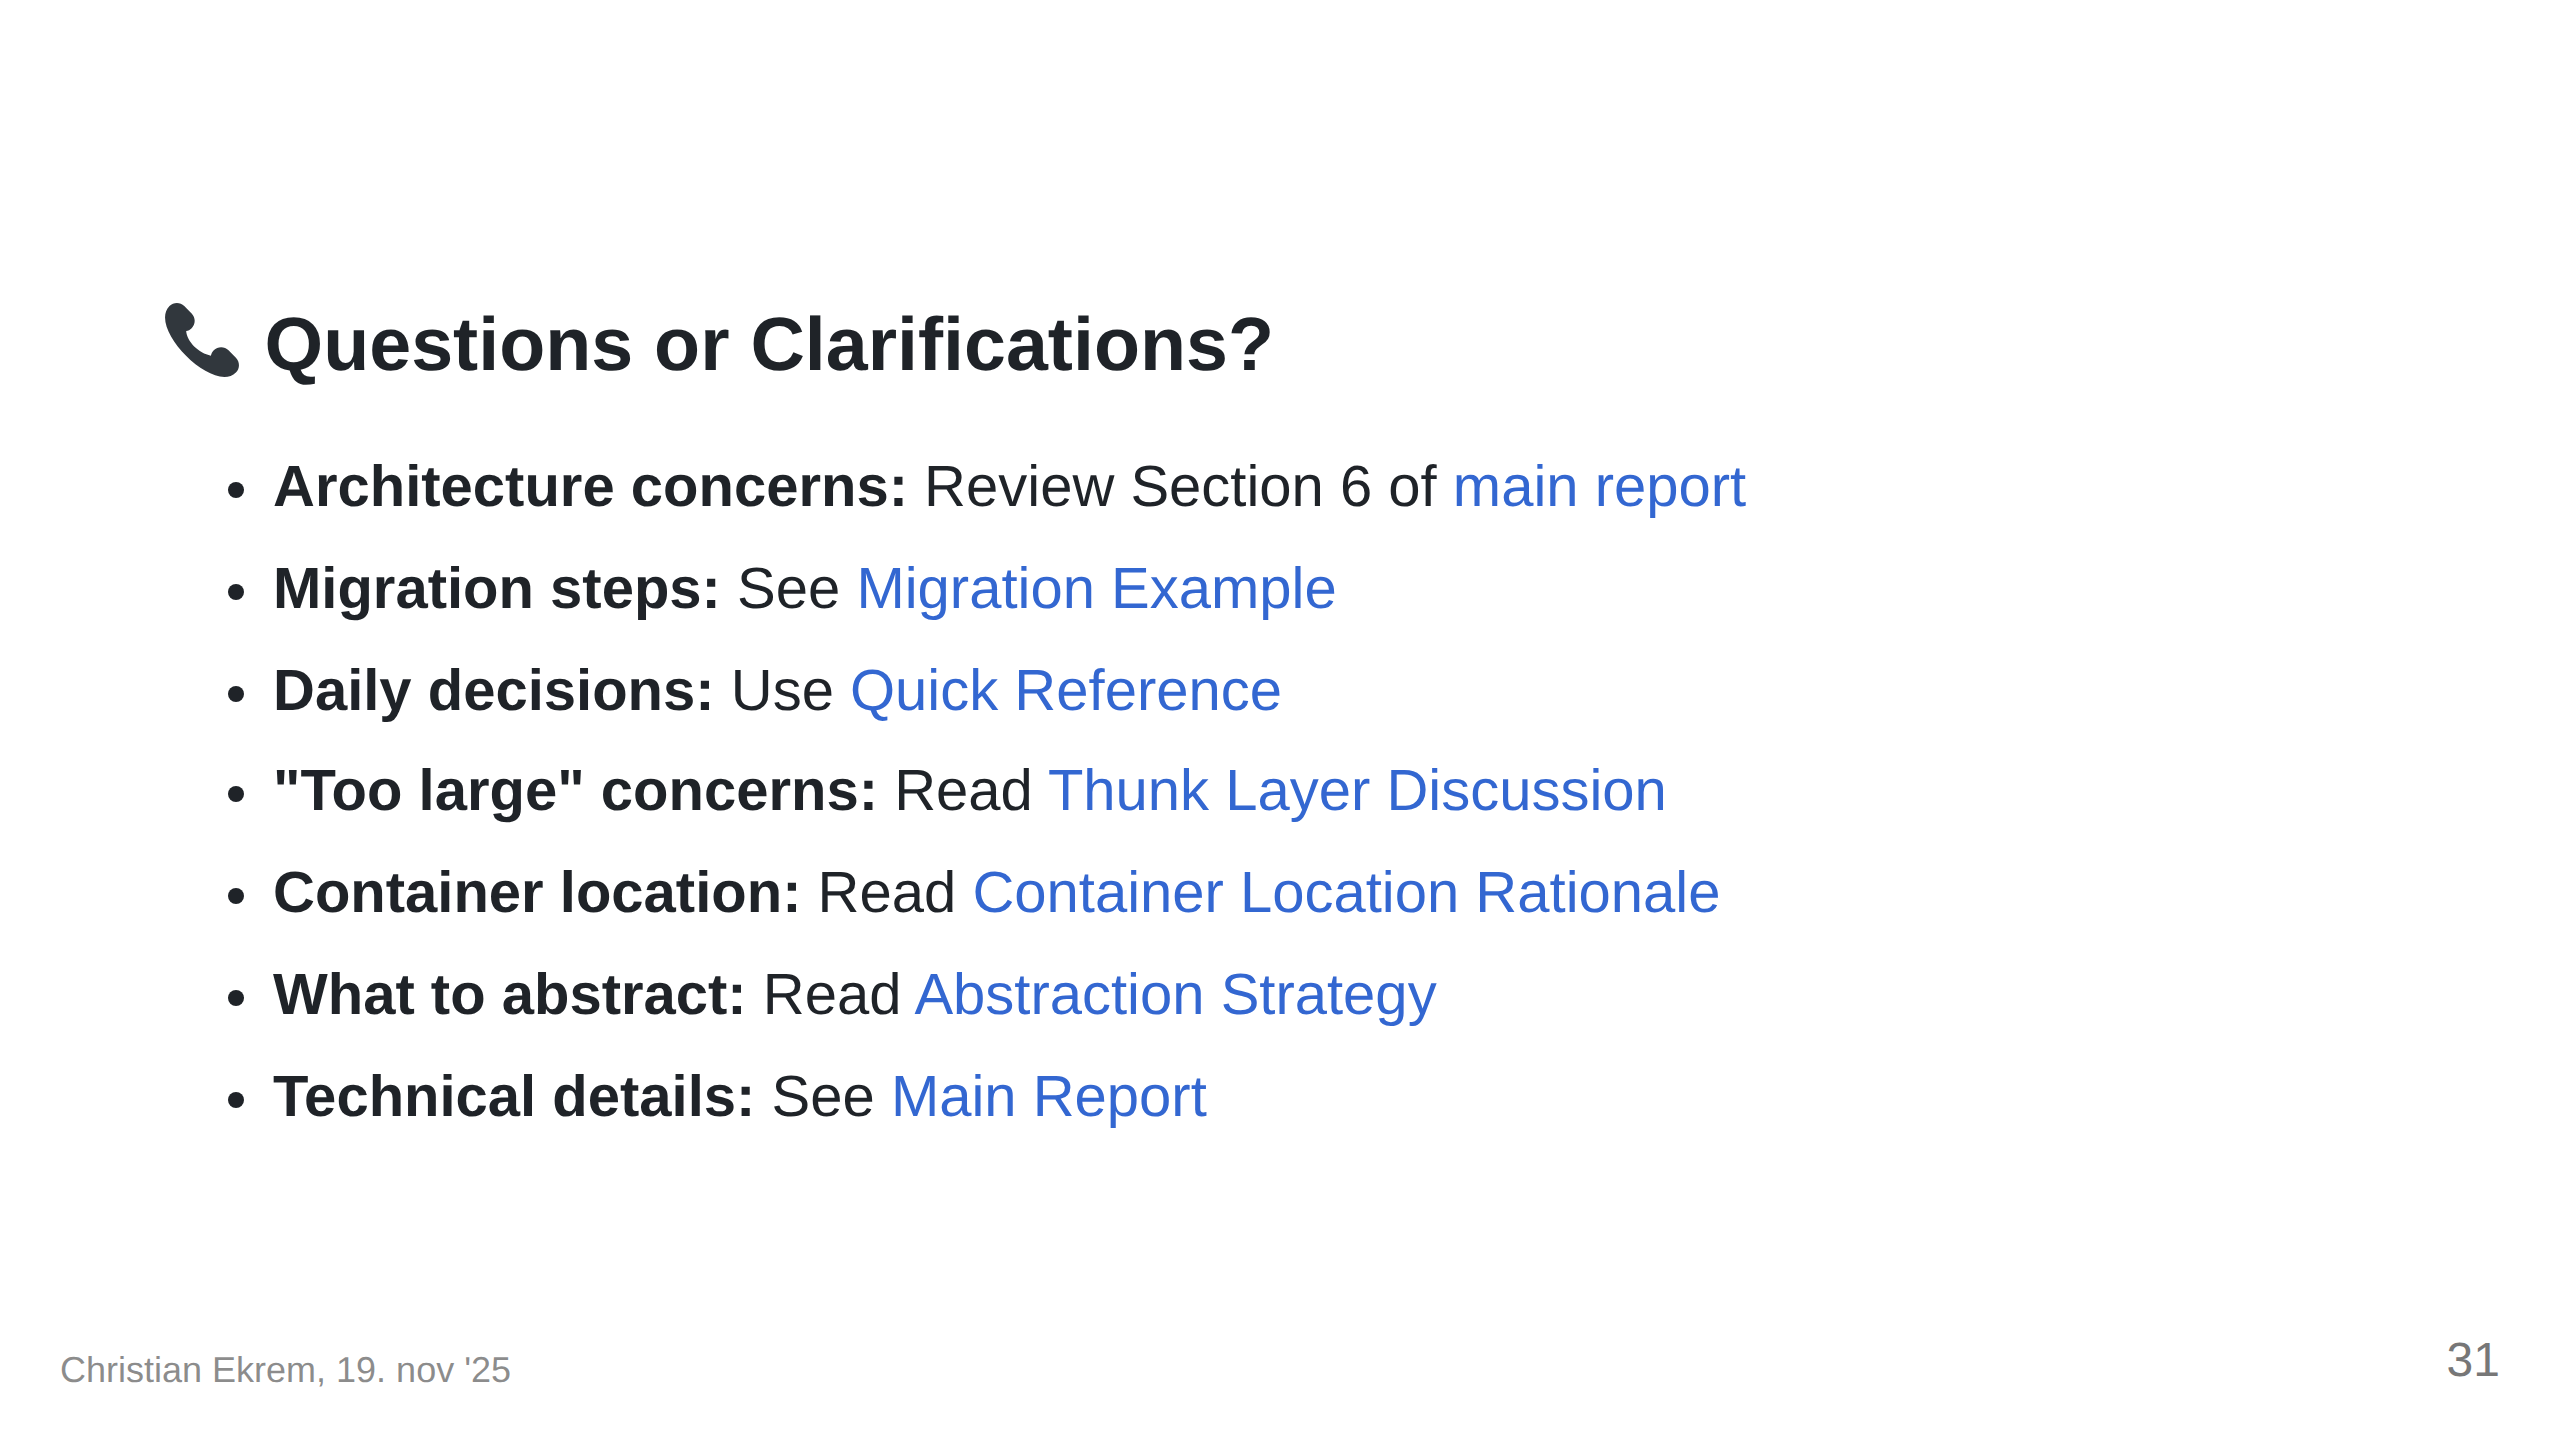 📞 Questions or Clarifications?
• Architecture concerns: Review Section 6 of main report
• Migration steps: See Migration Example
• Daily decisions: Use Quick Reference
• "Too large" concerns: Read Thunk Layer Discussion
• Container location: Read Container Location Rationale
• What to abstract: Read Abstraction Strategy
• Technical details: See Main Report
Christian Ekrem, 19. nov '25
31